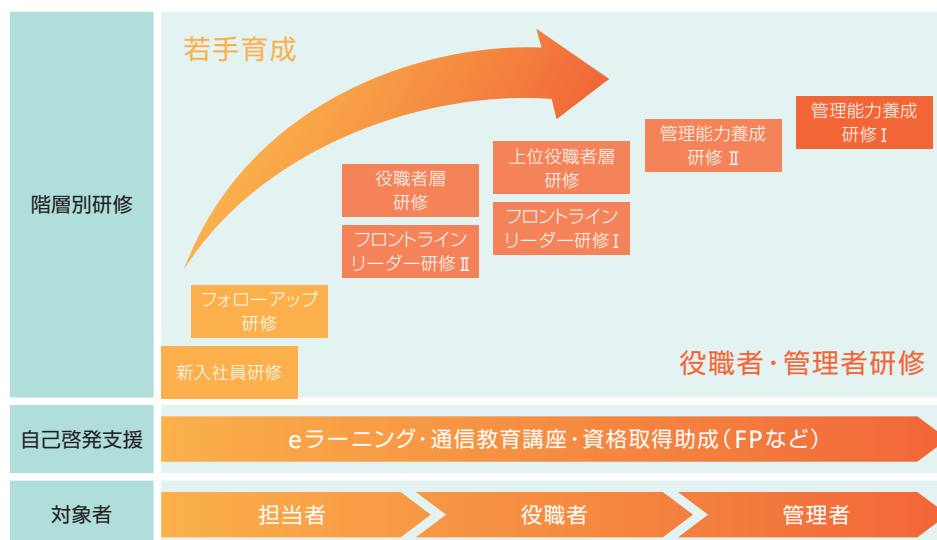 若手育成
階層別研修
管理能力養成
研修Ⅰ
管理能力養成
研修Ⅱ
上位役職者層
研修
役職者層
研修
フロントライン
リーダー研修Ⅰ
フロントライン
リーダー研修Ⅱ
フォローアップ
研修
新入社員研修
役職者・管理者研修
自己啓発支援
eラーニング・通信教育講座・資格取得助成(FPなど)
対象者
担当者
役職者
管理者